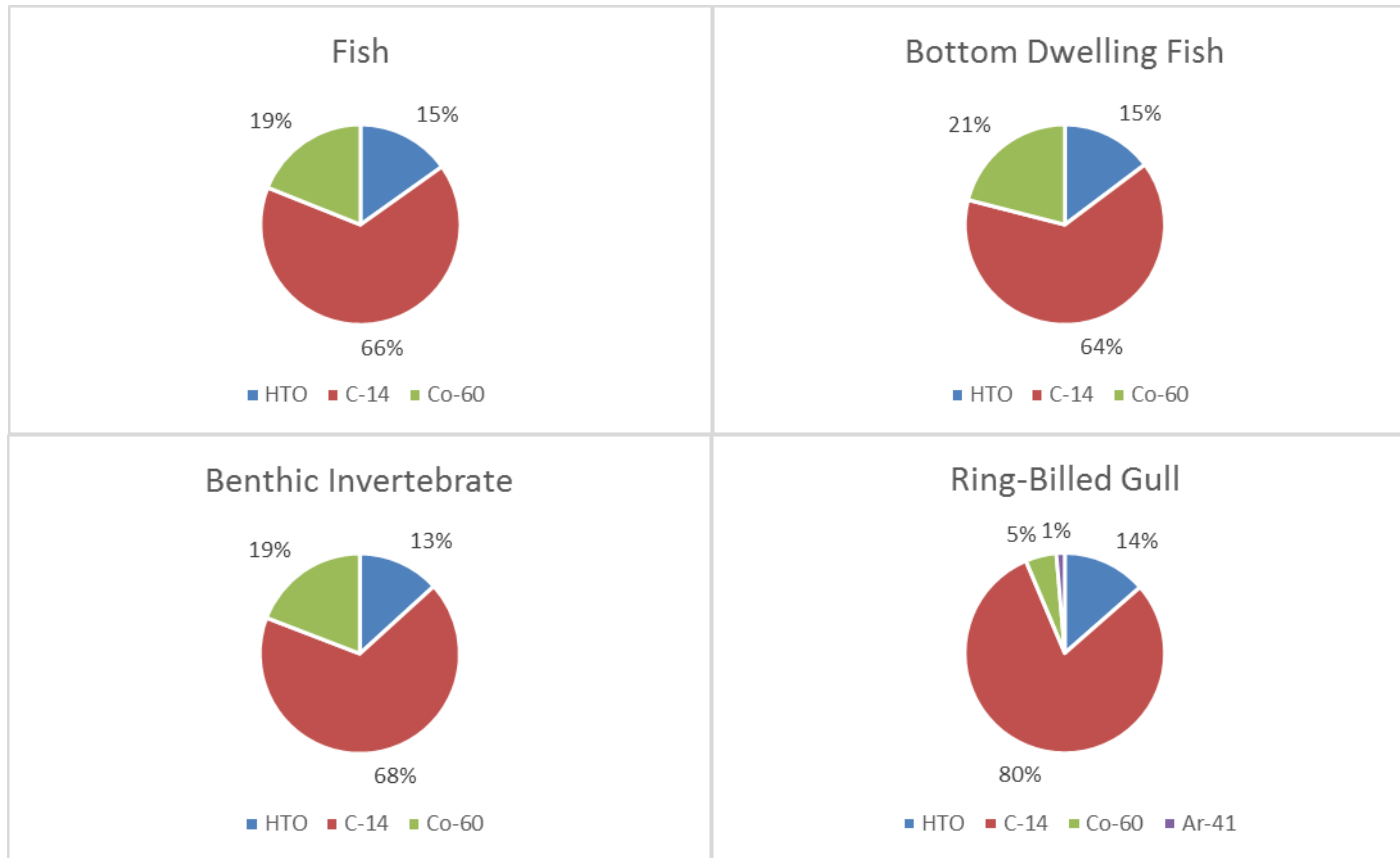 Fish
19%
15%
66%
HTO C-14 Co-60
Bottom Dwelling Fish
21%
15%
64%
HTO C-14 Co-60
Benthic Invertebrate
19%
13%
68%
HTO C-14 Co-60
Ring-Billed Gull
5% 1%
14%
80%
HTO C-14 Co-60 Ar-41